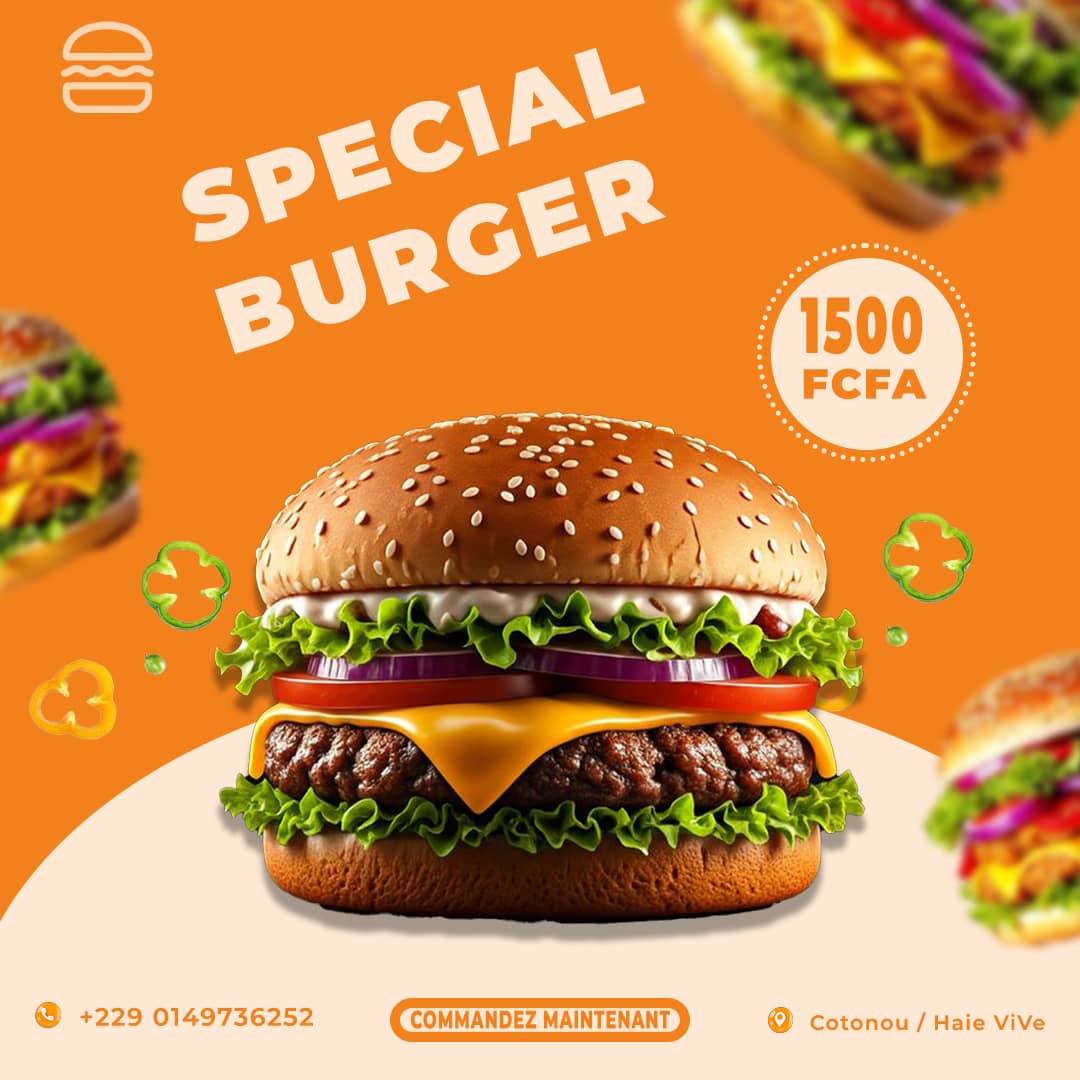 SPECIAL
BURGER
1500
FCFA
+229 0149736252
COMMANDEZ MAINTENANT
Cotonou / Haie ViVe